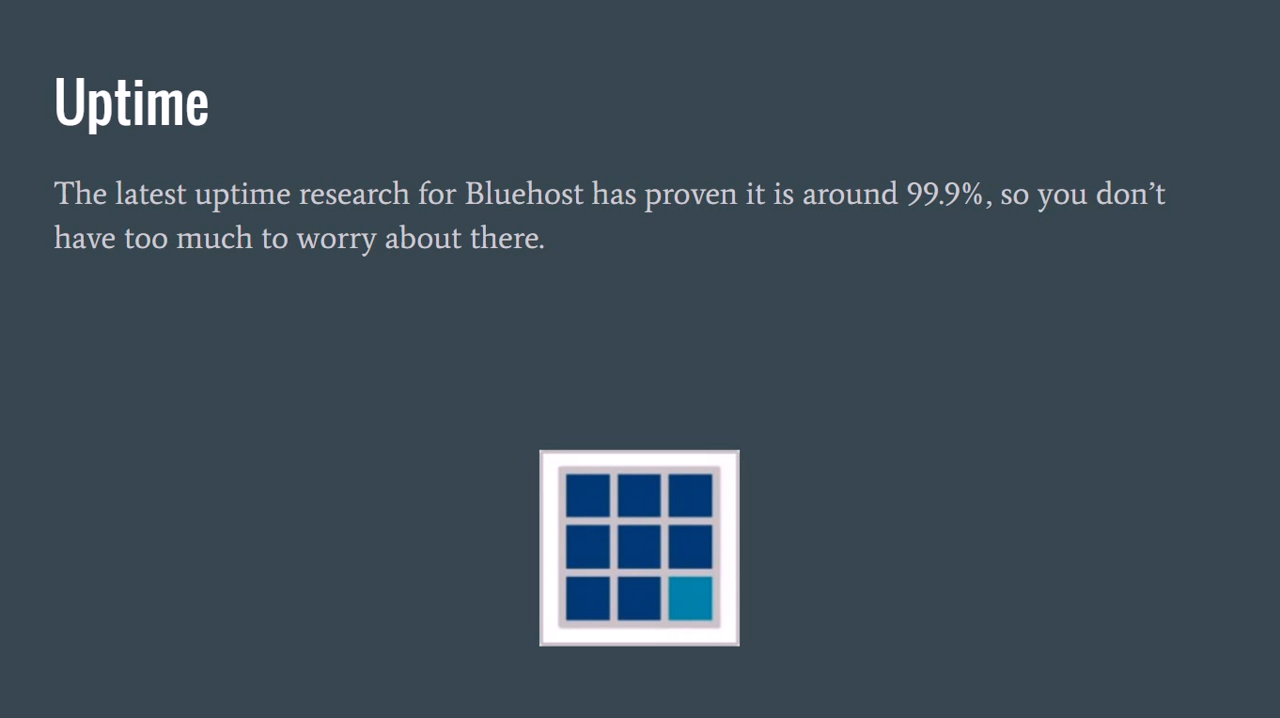 Uptime
The latest uptime research for Bluehost has proven it is around 99.9%, so you don’t
have too much to worry about there.